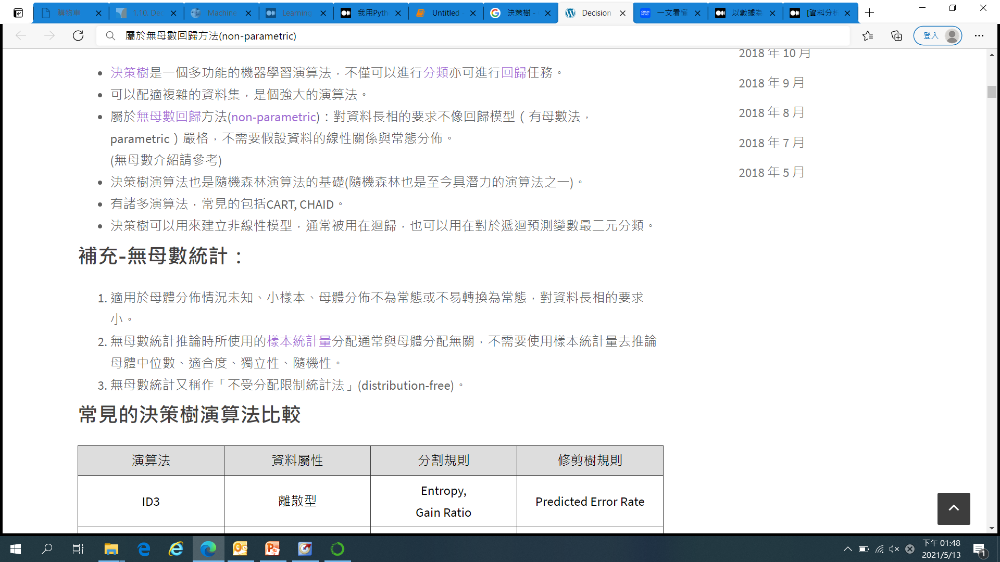 購物車
1.10. De
Machine
Learning
我用Pyth
Untitled
決策樹 -
Decision
一文看懂
以數據為
[資料分析
屬於無母數回歸方法(non-parametric)
登入
決策樹是一個多功能的機器學習演算法，不僅可以進行分類亦可進行回歸任務。
可以配適複雜的資料集，是個強大的演算法。
屬於無母數回歸方法(non-parametric)：對資料長相的要求不像回歸模型（有母數法，
parametric）嚴格，不需要假設資料的線性關係與常態分佈。
(無母數介紹請參考)
決策樹演算法也是隨機森林演算法的基礎(隨機森林也是至今具潛力的演算法之一)。
有諸多演算法，常見的包括CART, CHAID。
決策樹可以用來建立非線性模型，通常被用在迴歸，也可以用在對於遞迴預測變數最二元分類。
補充-無母數統計：
1. 適用於母體分佈情況未知、小樣本、母體分佈不為常態或不易轉換為常態，對資料長相的要求
小。
2. 無母數統計推論時所使用的樣本統計量分配通常與母體分配無關，不需要使用樣本統計量去推論
母體中位數、適合度、獨立性、隨機性。
3. 無母數統計又稱作「不受分配限制統計法」(distribution-free)。
常見的決策樹演算法比較
演算法 資料屬性 分割規則 修剪樹規則
ID3 離散型 Entropy, Predicted Error Rate
Gain Ratio
2018 年 10 月
2018 年 9 月
2018 年 8 月
2018 年 7 月
2018 年 5 月
下午 01:48
2021/5/13
1